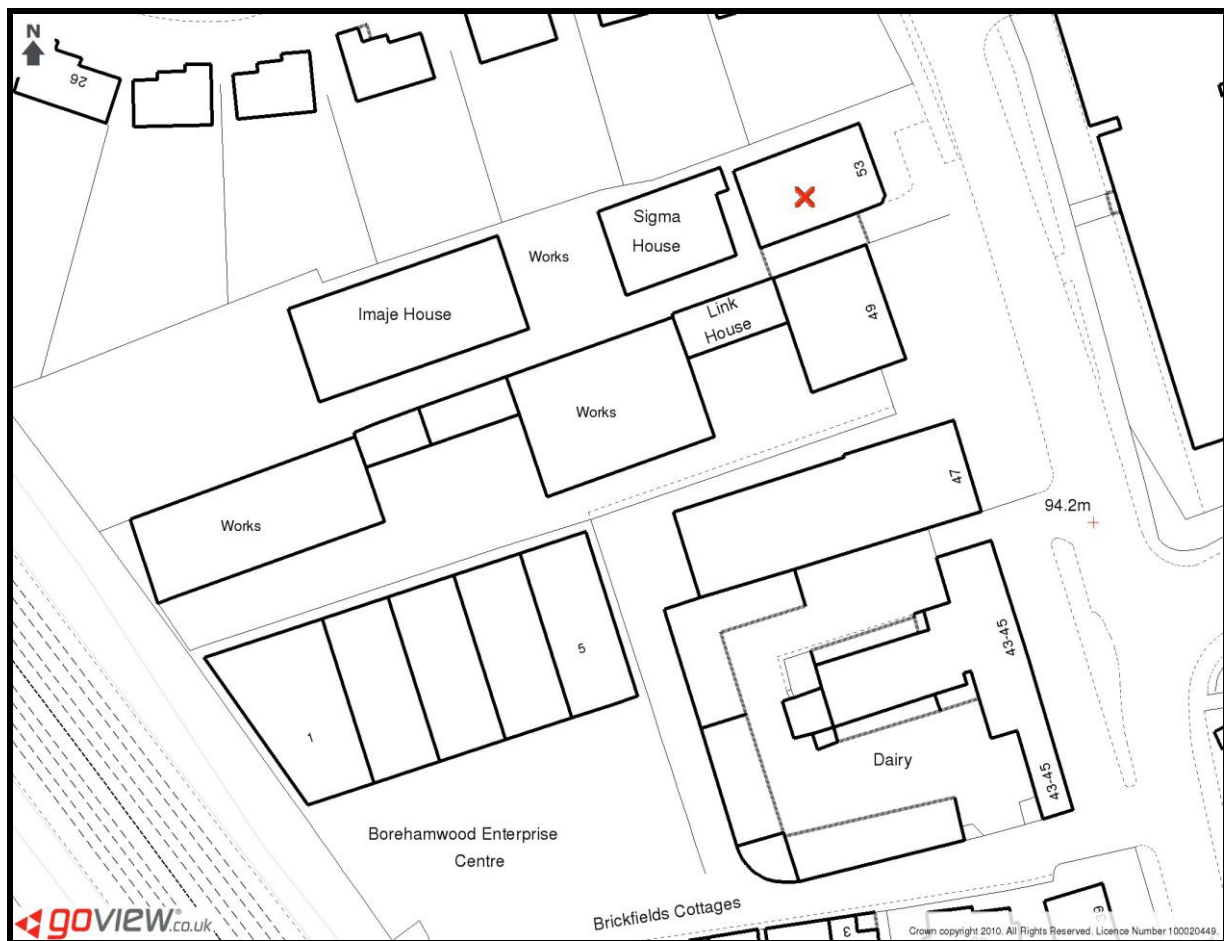 N
26
53
Sigma
House
Works
Imaje House
Link
House
49
Works
47
94.2m
Works
5
43-45
1
Dairy
43-45
Borehamwood Enterprise
Centre
Brickfields Cottages
39
3
goview.co.uk
Crown copyright 2010. All Rights Reserved. Licence Number 100020449.